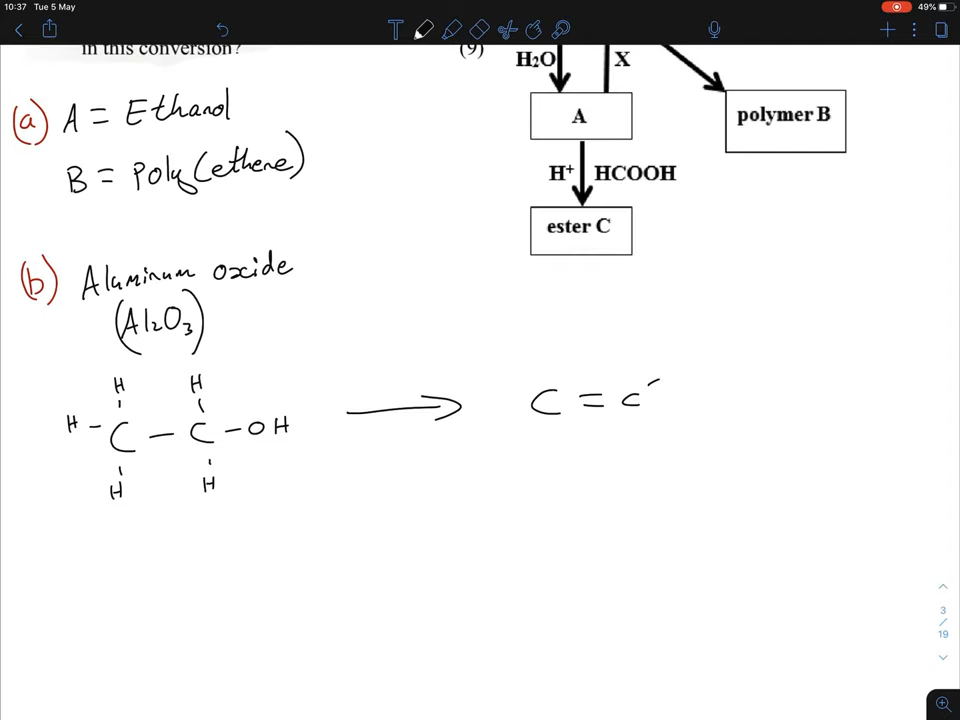 10:37 Tue 5 May
49%
T
in this conversion?
(9)
H₂O
X
A
polymer B
H⁺
HCOOH
ester C
(a) A = Ethanol
B = Poly(ethene)
(b) Aluminum oxide
(Al₂O₃)
H H
H - C - C - OH
H H
C = C
3
/
19